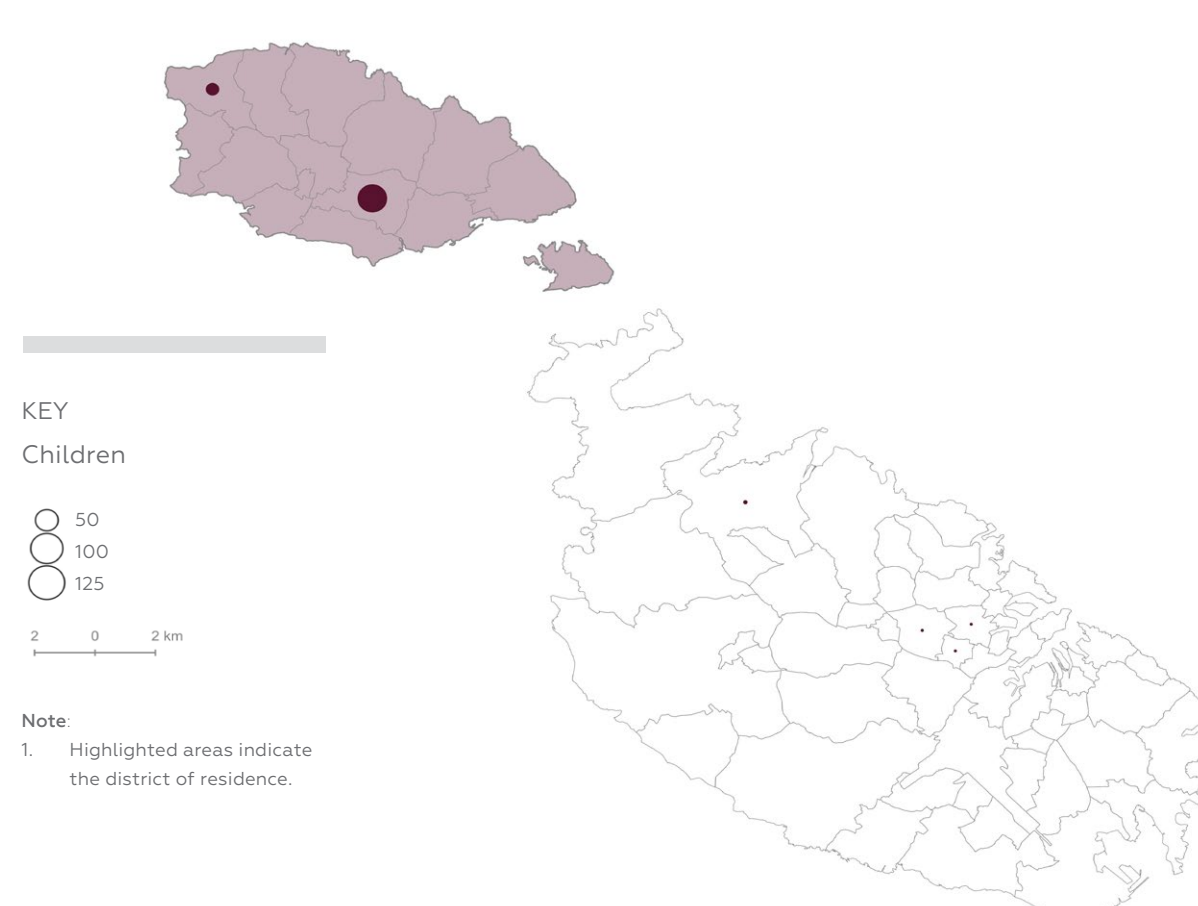 KEY
Children
50
100
125
2 0 2 km
Note:
1. Highlighted areas indicate
the district of residence.